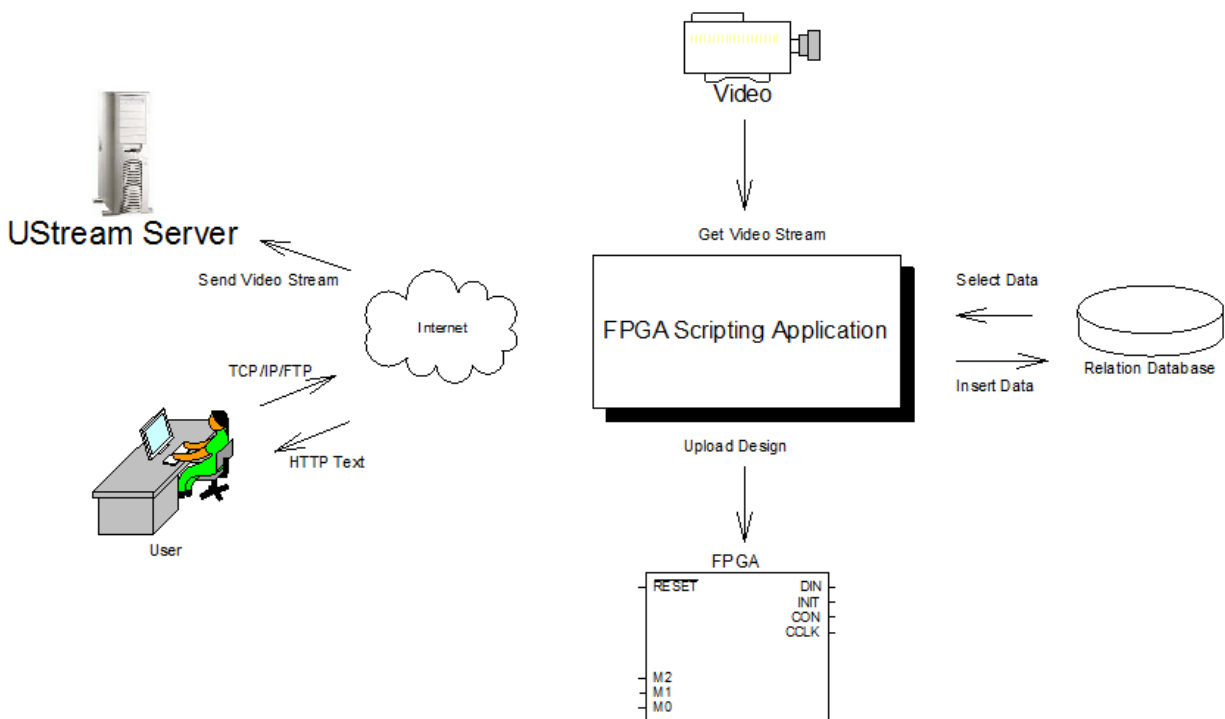 Video
UStream Server
Get Video Stream
Send Video Stream
Select Data
Internet
FPGA Scripting Application
TCP/IP/FTP
Relation Database
Insert Data
Upload Design
HTTP Text
User
FPGA
RESET
DIN
INIT
CON
CCLK
M2
M1
M0